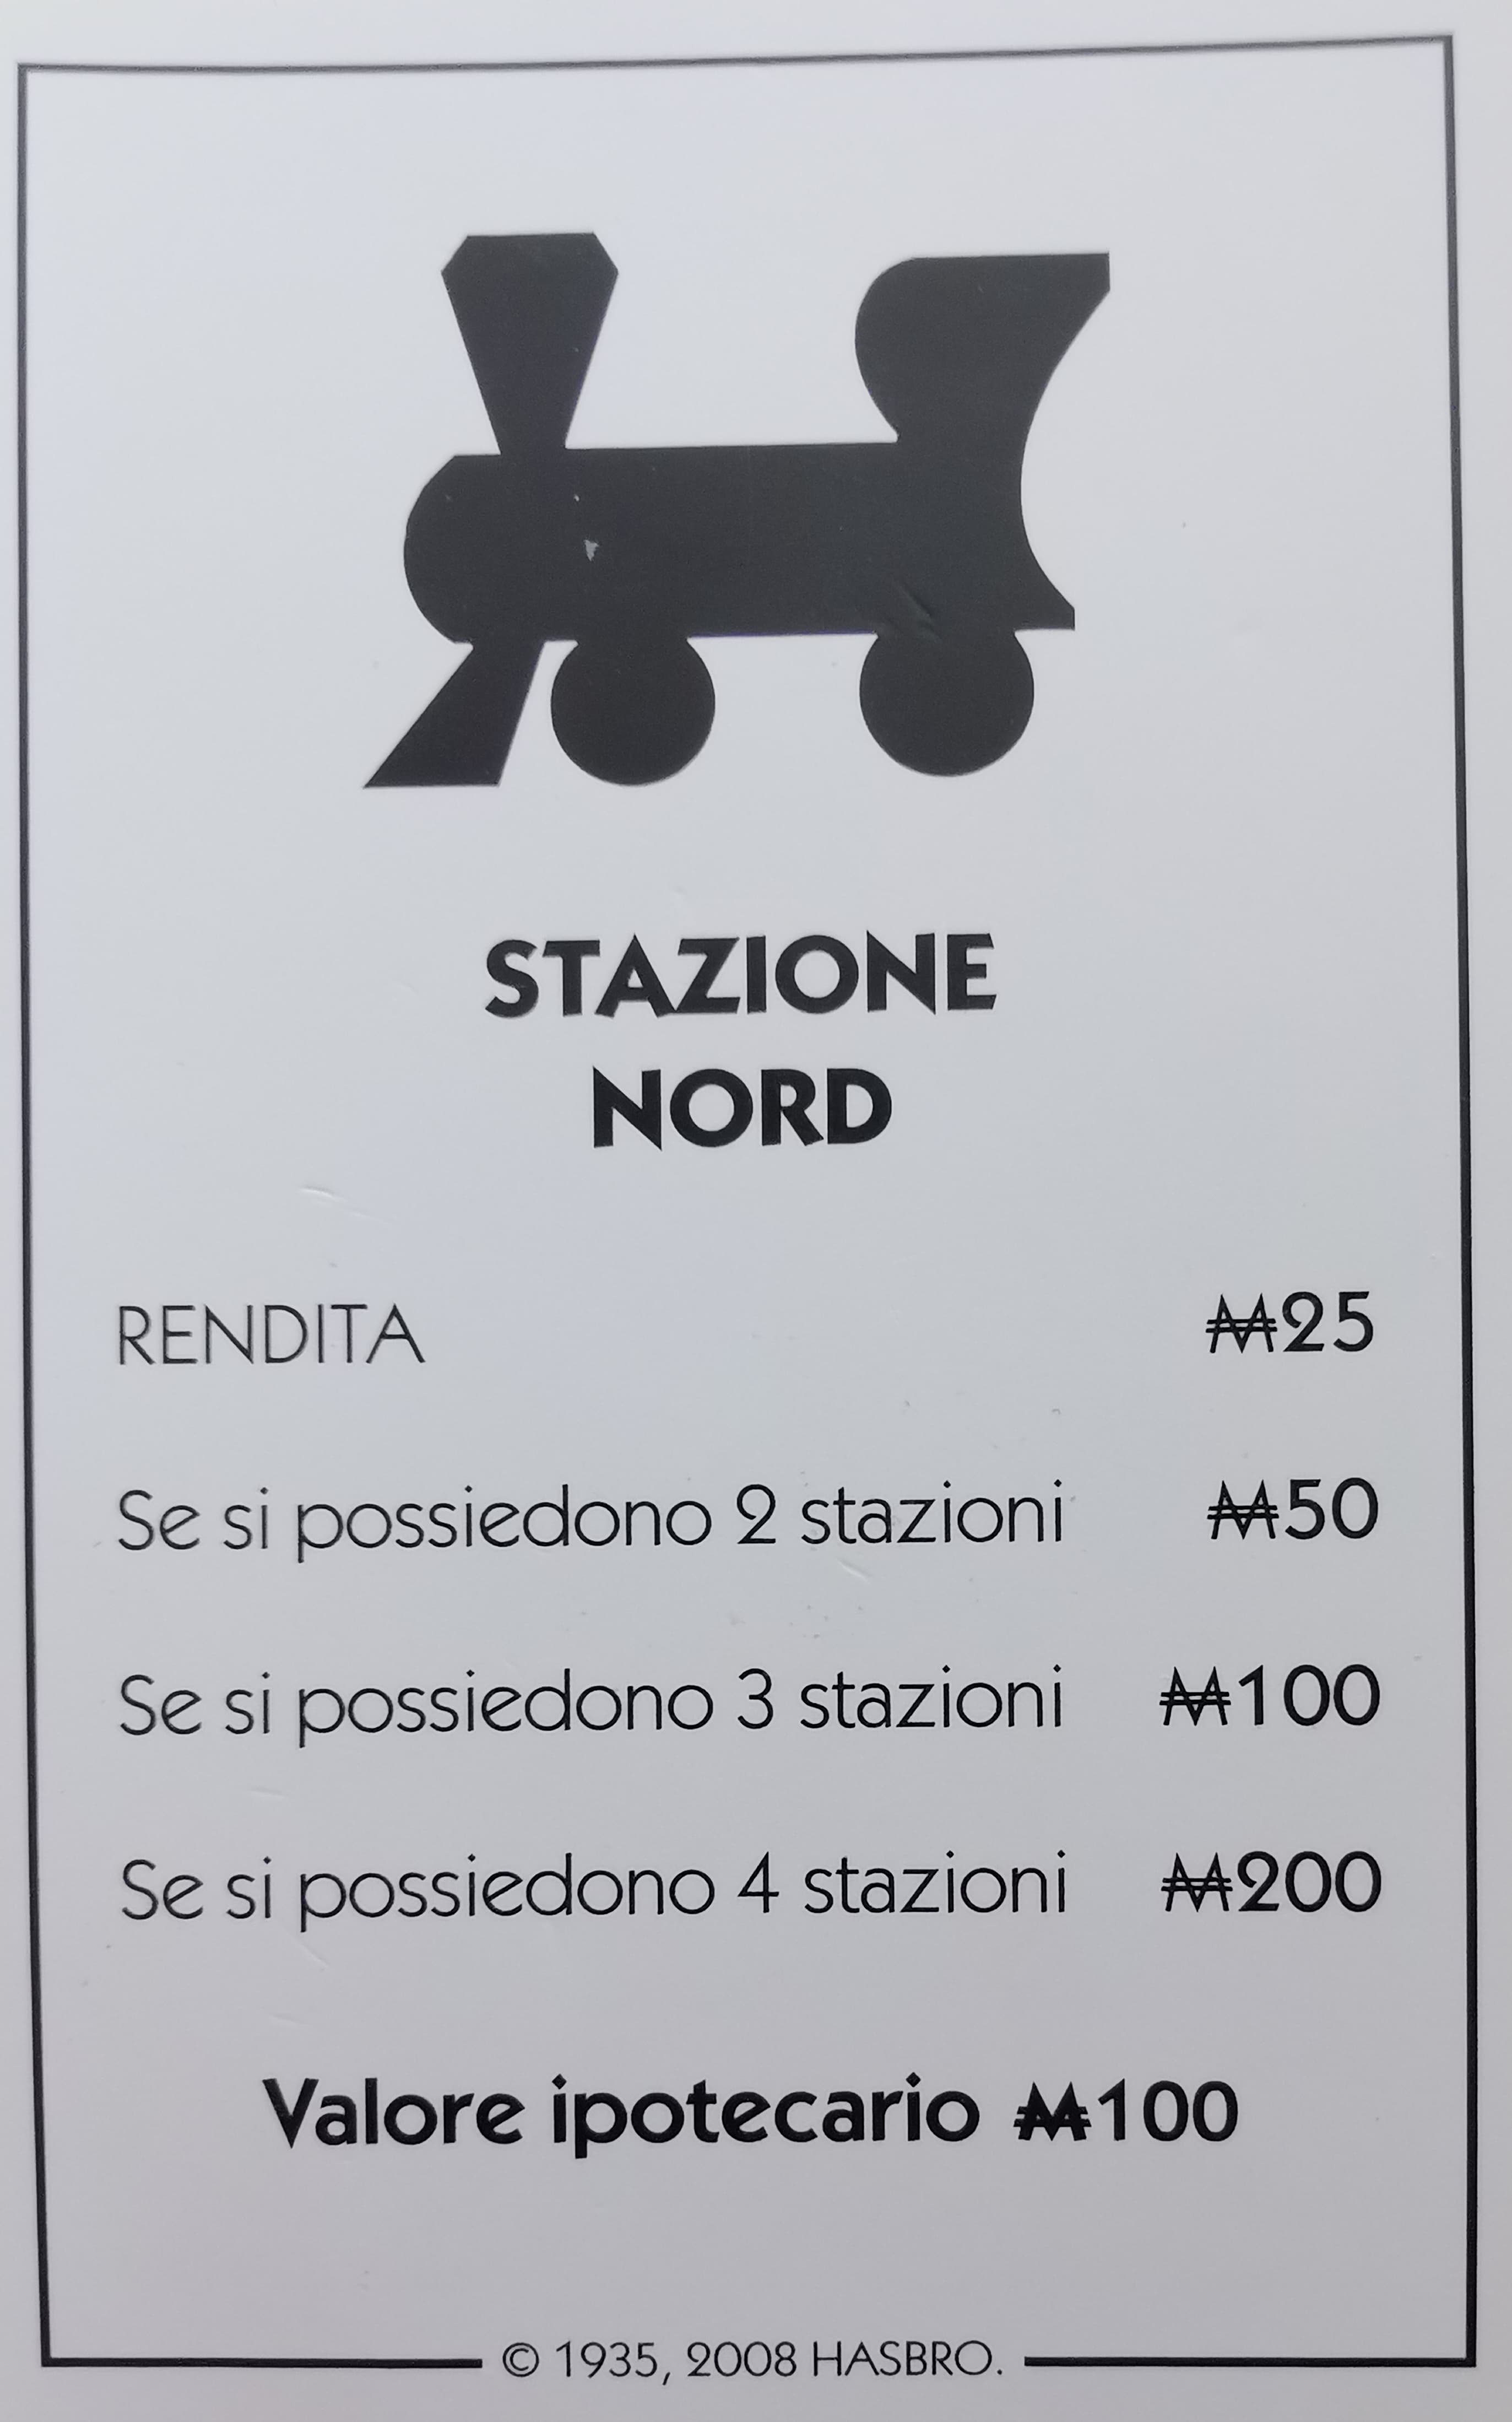 STAZIONE
NORD
RENDITA ₩25
Se si possiedono 2 stazioni ₩50
Se si possiedono 3 stazioni ₩100
Se si possiedono 4 stazioni ₩200
Valore ipotecario ₩100
© 1935, 2008 HASBRO.